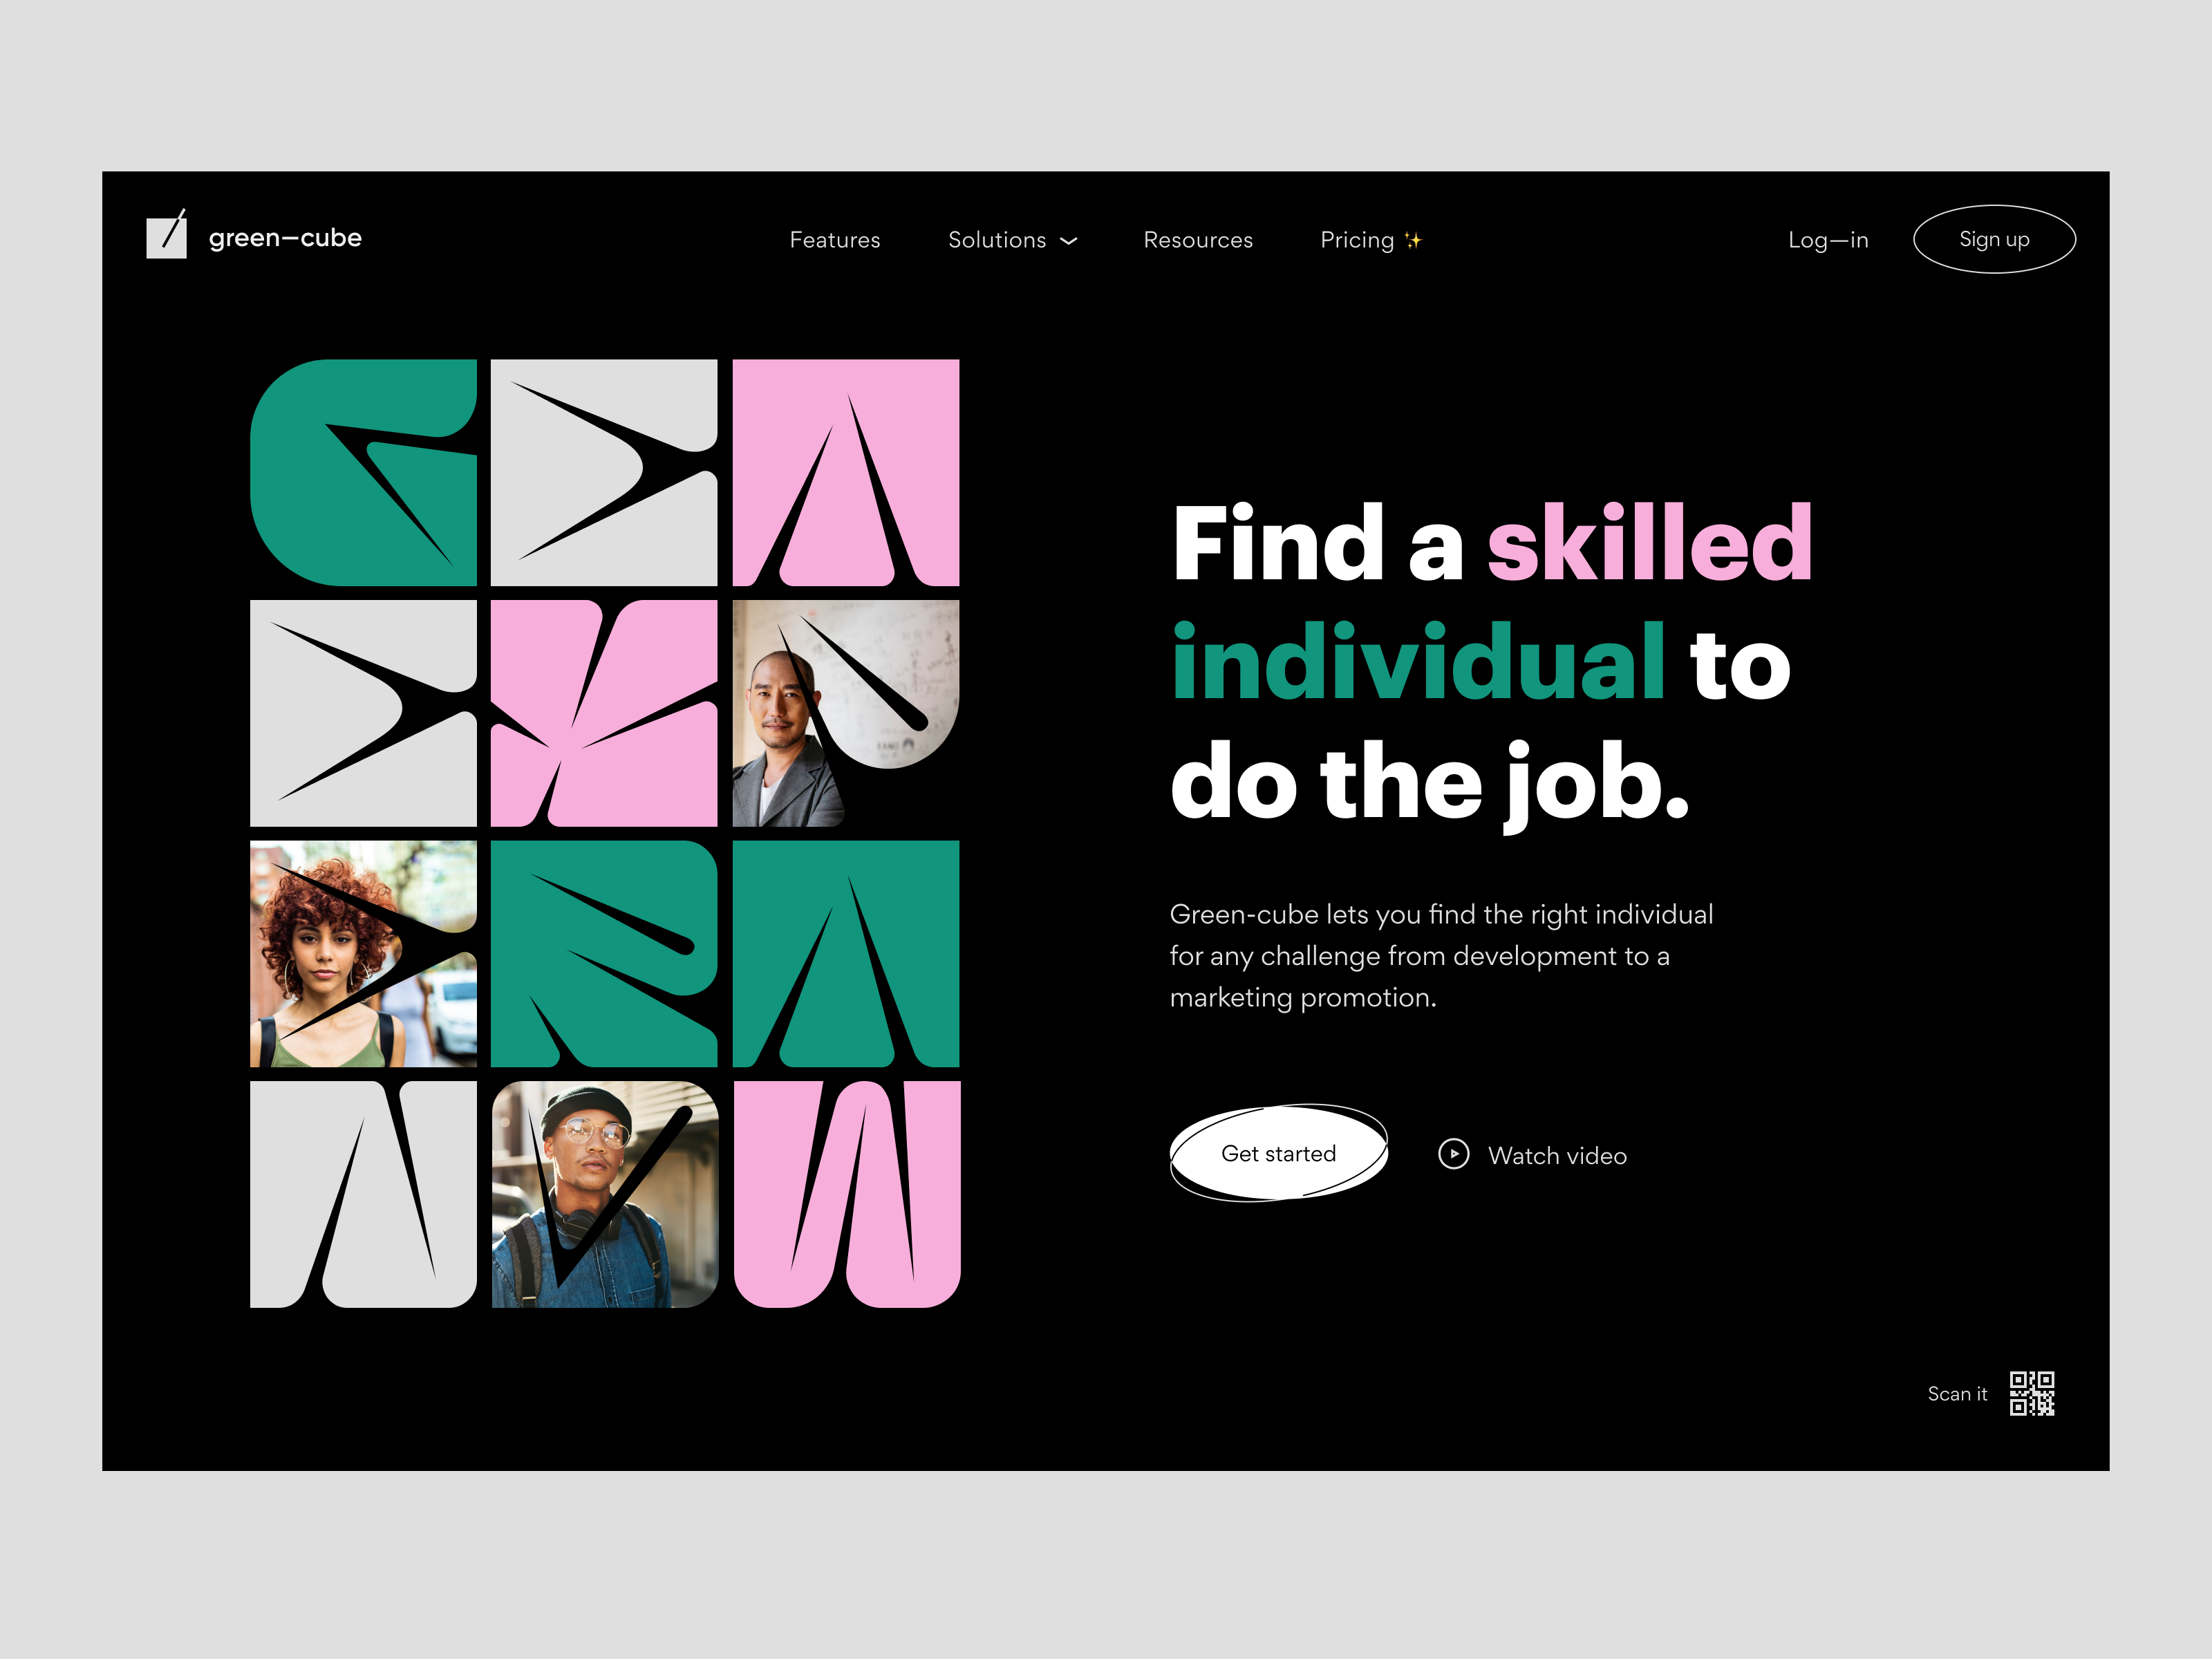 green—cube
Features
Solutions
Resources
Pricing ✨
Log—in
Sign up
Find a skilled
individual to
do the job.
Green-cube lets you find the right individual
for any challenge from development to a
marketing promotion.
Get started
Watch video
Scan it